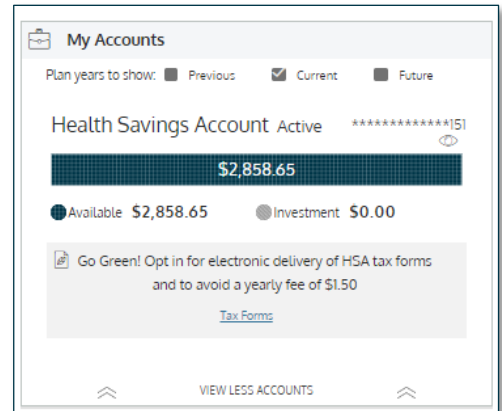 My Accounts
Plan years to show: Previous Current Future
Health Savings Account Active *************151
$2,858.65
Available $2,858.65 Investment $0.00
Go Green! Opt in for electronic delivery of HSA tax forms
and to avoid a yearly fee of $1.50
Tax Forms
VIEW LESS ACCOUNTS